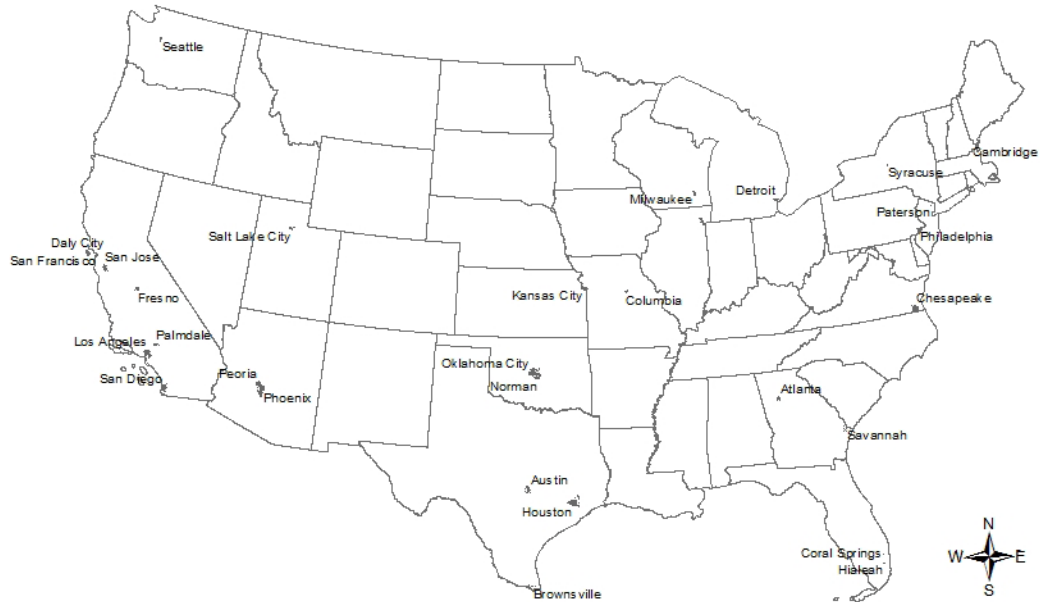 Seattle
Cambridge
Syracuse
Detroit
Milwaukee
Paterson
Salt Lake City
Philadelphia
Daly City
San Francisco
San Jose
Fresno
Kansas City
Columbia
Chesapeake
Palmdale
Los Angeles
Oklahoma City
Peoria
San Diego
Norman
Atlanta
Phoenix
Savannah
Austin
Houston
N
W
E
S
Coral Springs
Hialeah
Brownsville